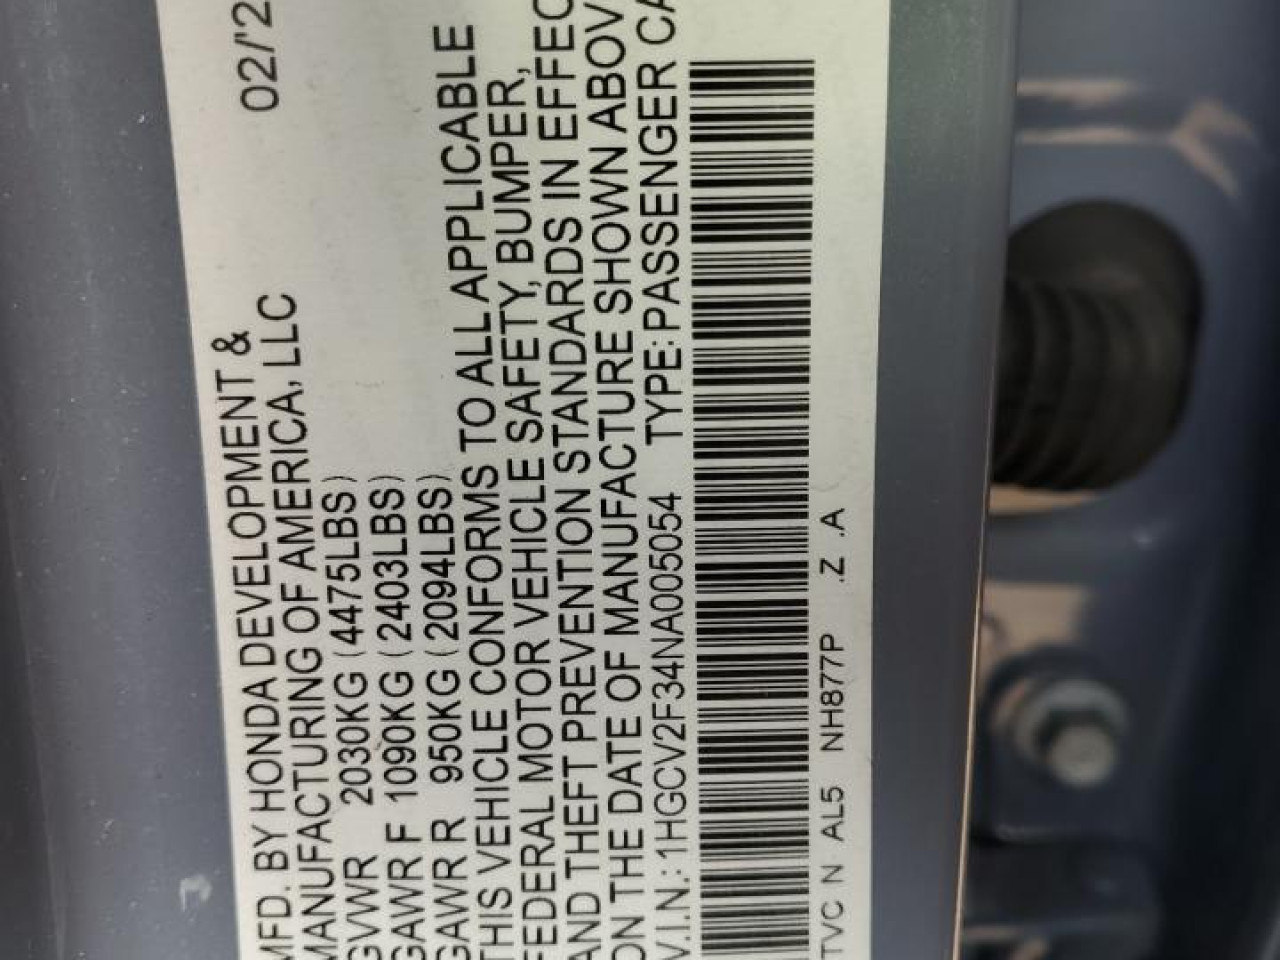 MFD. BY HONDA DEVELOPMENT & 02/'2
MANUFACTURING OF AMERICA, LLC
GVWR 2030KG (4475LBS)
GAWR F 1090KG (2403LBS)
GAWR R 950KG (2094LBS)
THIS VEHICLE CONFORMS TO ALL APPLICABLE
FEDERAL MOTOR VEHICLE SAFETY, BUMPER,
AND THEFT PREVENTION STANDARDS IN EFFEC
ON THE DATE OF MANUFACTURE SHOWN ABOV
V.I.N.: 1HGCV2F34NA005054 TYPE: PASSENGER CA
TVC N AL5 NH877P .Z .A